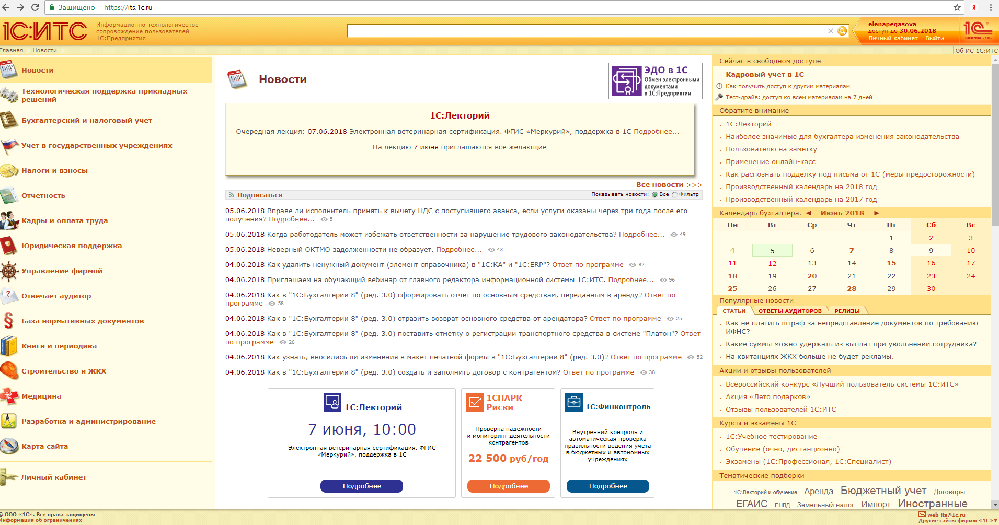 Защищено https://its.1c.ru
1С:ИТС
Информационно-технологическое
сопровождение пользователей
1С:Предприятия
elenapegasova
доступ до 30.06.2018
Личный кабинет Выйти
1С
ФИРМА «1С»
Главная Новости
Об ИС 1С:ИТС
Новости
Технологическая поддержка прикладных
решений
Бухгалтерский и налоговый учет
Учет в государственных учреждениях
Налоги и взносы
Отчетность
Кадры и оплата труда
Юридическая поддержка
Управление фирмой
Отвечает аудитор
База нормативных документов
Книги и периодика
Строительство и ЖКХ
Медицина
Разработка и администрирование
Карта сайта
Личный кабинет
Новости
ЭДО в 1С
Обмен электронными
документами
в 1С:Предприятии
1С:Лекторий
Очередная лекция: 07.06.2018 Электронная ветеринарная сертификация. ФГИС «Меркурий», поддержка в 1С Подробнее...
На лекцию 7 июня приглашаются все желающие
Все новости >>>
Подписаться
Показывать новости: Все Фильтр
05.06.2018 Вправе ли исполнитель принять к вычету НДС с поступившего аванса, если услуги оказаны через три года после его
получения? Подробнее... 5
05.06.2018 Когда работодатель может избежать ответственности за нарушение трудового законодательства? Подробнее... 49
05.06.2018 Неверный ОКТМО задолженности не образует. Подробнее... 43
04.06.2018 Как удалить ненужный документ (элемент справочника) в "1С:КА" и "1С:ERP"? Ответ по программе 82
04.06.2018 Приглашаем на обучающий вебинар от главного редактора информационной системы 1С:ИТС. Подробнее... 96
04.06.2018 Как в "1С:Бухгалтерии 8" (ред. 3.0) сформировать отчет по основным средствам, переданным в аренду? Ответ по
программе 58
04.06.2018 Как в "1С:Бухгалтерии 8" (ред. 3.0) отразить возврат основного средства от арендатора? Ответ по программе 25
04.06.2018 Как в "1С:Бухгалтерии 8" (ред. 3.0) поставить отметку о регистрации транспортного средства в системе "Платон"? Ответ
по программе 26
04.06.2018 Как узнать, вносились ли изменения в макет печатной формы в "1С:Бухгалтерии 8" (ред. 3.0)? Ответ по программе 52
04.06.2018 Как в "1С:Бухгалтерии 8" (ред. 3.0) создать и заполнить договор с контрагентом? Ответ по программе 38
1С:Лекторий
7 июня, 10:00
Электронная ветеринарная сертификация. ФГИС
«Меркурий», поддержка в 1С
Подробнее
1СПАРК
Риски
Проверка надежности
и мониторинг деятельности
контрагентов
22 500 руб/год
Подробнее
1С:Финконтроль
Внутренний контроль и
автоматическая проверка
правильности ведения учета
в бюджетных и автономных
учреждениях
Подробнее
Сейчас в свободном доступе
Кадровый учет в 1С
Как получить доступ к другим материалам
Тест-драйв: доступ ко всем материалам на 7 дней
Обратите внимание
1С:Лекторий
Наиболее значимые для бухгалтера изменения законодательства
Пользователю на заметку
Применение онлайн-касс
Как распознать подделку под письма от 1С (меры предосторожности)
Производственный календарь на 2018 год
Производственный календарь на 2017 год
Календарь бухгалтера. ◄ Июнь 2018 ►
Пн Вт Ср Чт Пт Сб Вс
1 2 3
4 5 6 7 8 9 10
11 12 13 14 15 16 17
18 19 20 21 22 23 24
25 26 27 28 29 30
Популярные новости
СТАТЬИ ОТВЕТЫ АУДИТОРОВ РЕЛИЗЫ
Как не платить штраф за непредставление документов по требованию
ИФНС?
Какие суммы можно удержать из выплат при увольнении сотрудника?
На квитанциях ЖКХ больше не будет рекламы.
Акции и отзывы пользователей
Всероссийский конкурс «Лучший пользователь системы 1С:ИТС»
Акция «Лето подарков»
Отзывы пользователей 1С:ИТС
Курсы и экзамены 1С
1С:Учебное тестирование
Обучение (очно, дистанционно)
Экзамены (1С:Профессионал, 1С:Специалист)
Тематические подборки
1С:Лекторий и обучение Аренда Бюджетный учет Договоры
ЕГАИС ЕНВД Земельный налог Импорт Иностранные
© ООО «1С». Все права защищены
Информация об ограничениях
web-its@1c.ru
Другие сайты фирмы «1С»▼